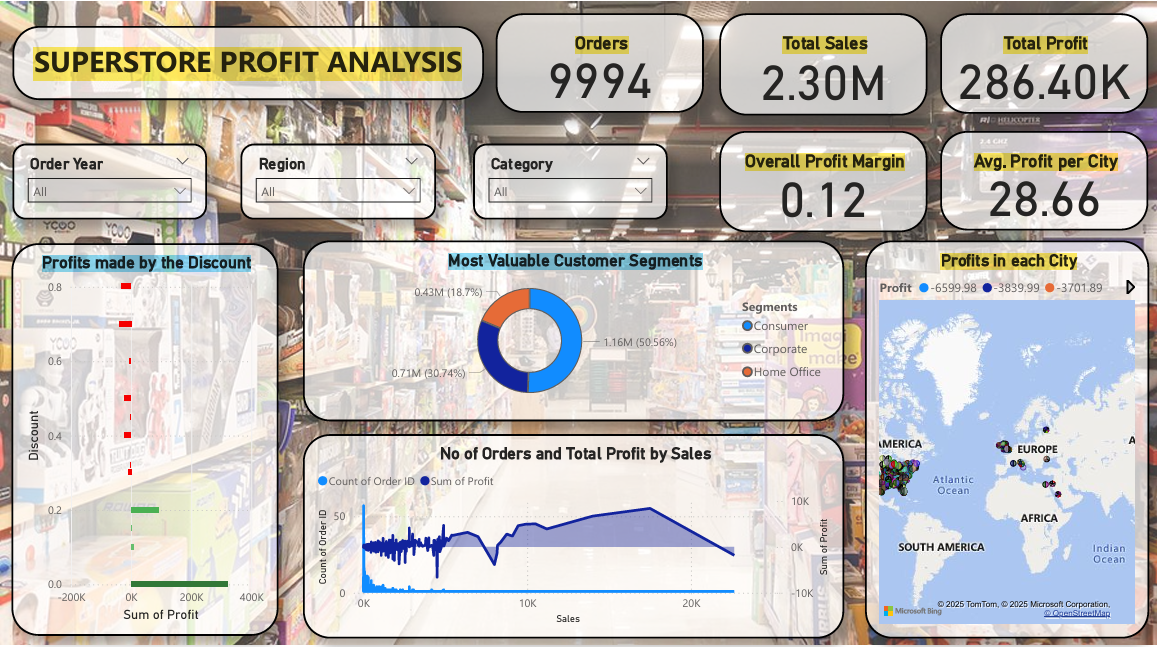 SUPERSTORE PROFIT ANALYSIS
Orders
9994
Total Sales
2.30M
Total Profit
286.40K
Order Year
All
Region
All
Category
All
Overall Profit Margin
0.12
Avg. Profit per City
28.66
Profits made by the Discount
0.8
0.6
0.4
0.2
0.0
Discount
-200K 0K 200K 400K
Sum of Profit
Most Valuable Customer Segments
0.43M (18.7%)
1.16M (50.56%)
0.71M (30.74%)
Segments
Consumer
Corporate
Home Office
No of Orders and Total Profit by Sales
Count of Order ID Sum of Profit
Count of Order ID
50
0
10K
0K
-10K
Sum of Profit
0K 10K 20K
Sales
Profits in each City
Profit -6599.98 -3839.99 -3701.89
AMERICA
EUROPE
A
Atlantic
Ocean
AFRICA
SOUTH AMERICA
Indian
Ocean
© 2025 TomTom, © 2025 Microsoft Corporation,
Microsoft Bing
© OpenStreetMap
HELICOPTER